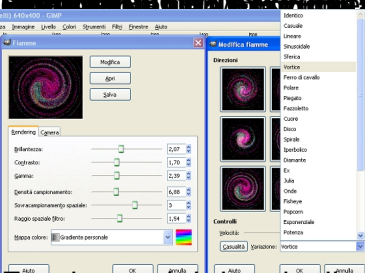 640x400 - GIMP
Immagine Livello Colori Strumenti Filtri Finestre Aiuto
Fiamme
Modifica
Apri
Salva
Rendering Camera
Brillantezza: 2,07
Contrasto: 1,70
Gamma: 2,39
Densità campionamento: 6,88
Sovracampionamento spaziale: 3
Raggio spaziale filtro: 1,54
Mappa colore: Gradiente personale
Aiuto OK Annulla
Modifica fiamme
Direzioni
Controlli
Velocità:
Casualità Variazione: Vortice
Aiuto OK Annulla
Identico
Casuale
Lineare
Sinusoidale
Sferica
Vortice
Ferro di cavallo
Polare
Piegato
Fazzoletto
Cuore
Disco
Spirale
Iperbolico
Diamante
Ex
Julia
Onde
Fisheye
Popcorn
Esponenziale
Potenza